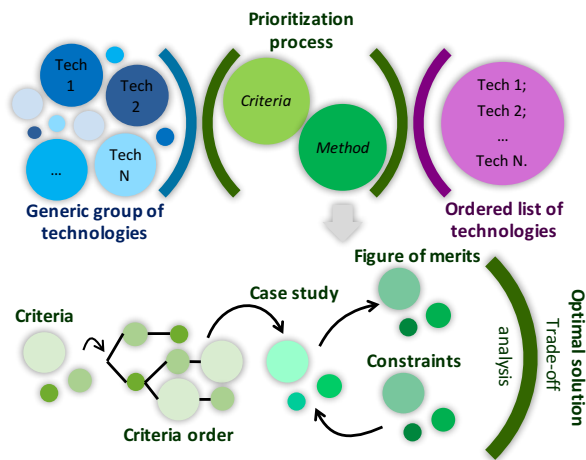 Prioritization
process
Tech
1
Tech
2
...
Tech
N
Criteria
Method
Tech 1;
Tech 2;
...
Tech N.
Generic group of
technologies
Ordered list of
technologies
Figure of merits
Criteria
Case study
Constraints
Criteria order
Optimal solution
Trade-off
analysis